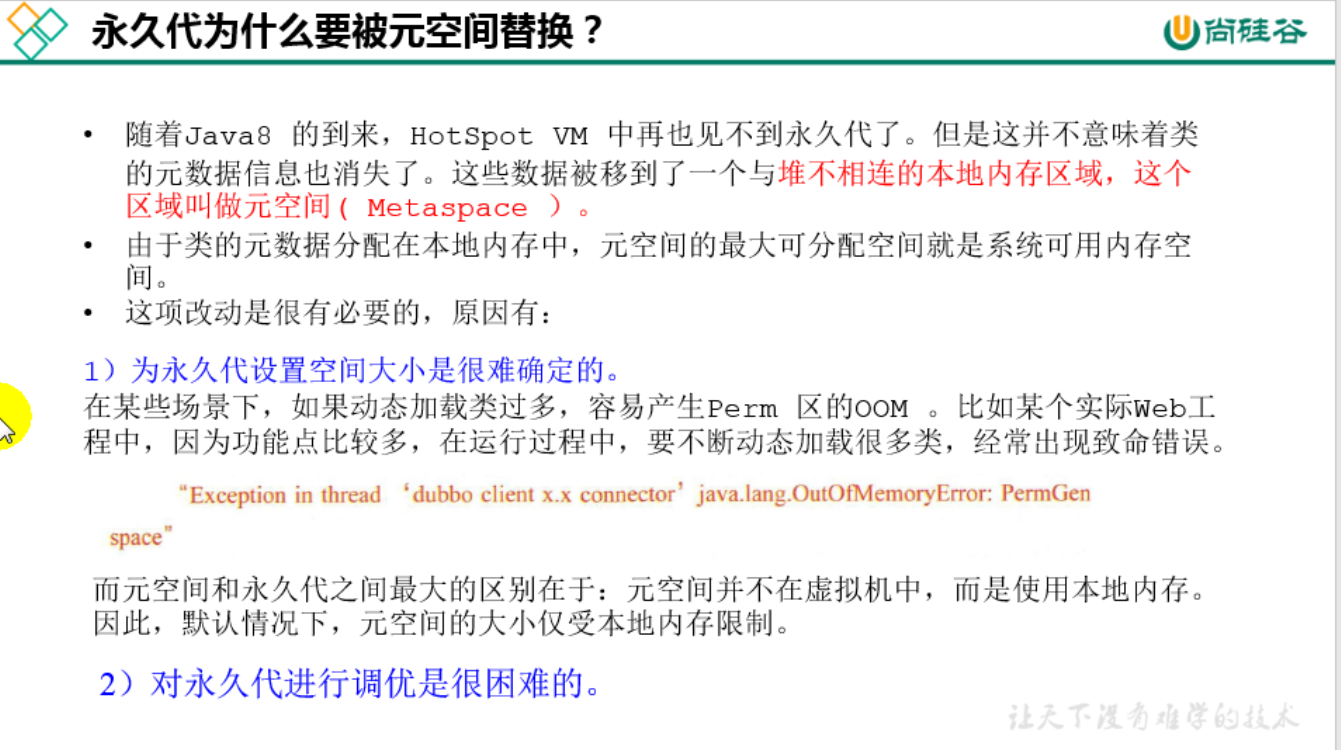 永久代为什么要被元空间替换？
尚硅谷
• 随着Java8 的到来，HotSpot VM 中再也见不到永久代了。但是这并不意味着类
的元数据信息也消失了。这些数据被移到了一个与堆不相连的本地内存区域，这个
区域叫做元空间( Metaspace ）。
• 由于类的元数据分配在本地内存中，元空间的最大可分配空间就是系统可用内存空
间。
• 这项改动是很有必要的，原因有：
1）为永久代设置空间大小是很难确定的。
在某些场景下，如果动态加载类过多，容易产生Perm 区的OOM 。比如某个实际Web工
程中，因为功能点比较多，在运行过程中，要不断动态加载很多类，经常出现致命错误。
“Exception in thread ‘dubbo client x.x connector’ java.lang.OutOfMemoryError: PermGen
space”
而元空间和永久代之间最大的区别在于：元空间并不在虚拟机中，而是使用本地内存。
因此，默认情况下，元空间的大小仅受本地内存限制。
2）对永久代进行调优是很困难的。
让天下没有难学的技术